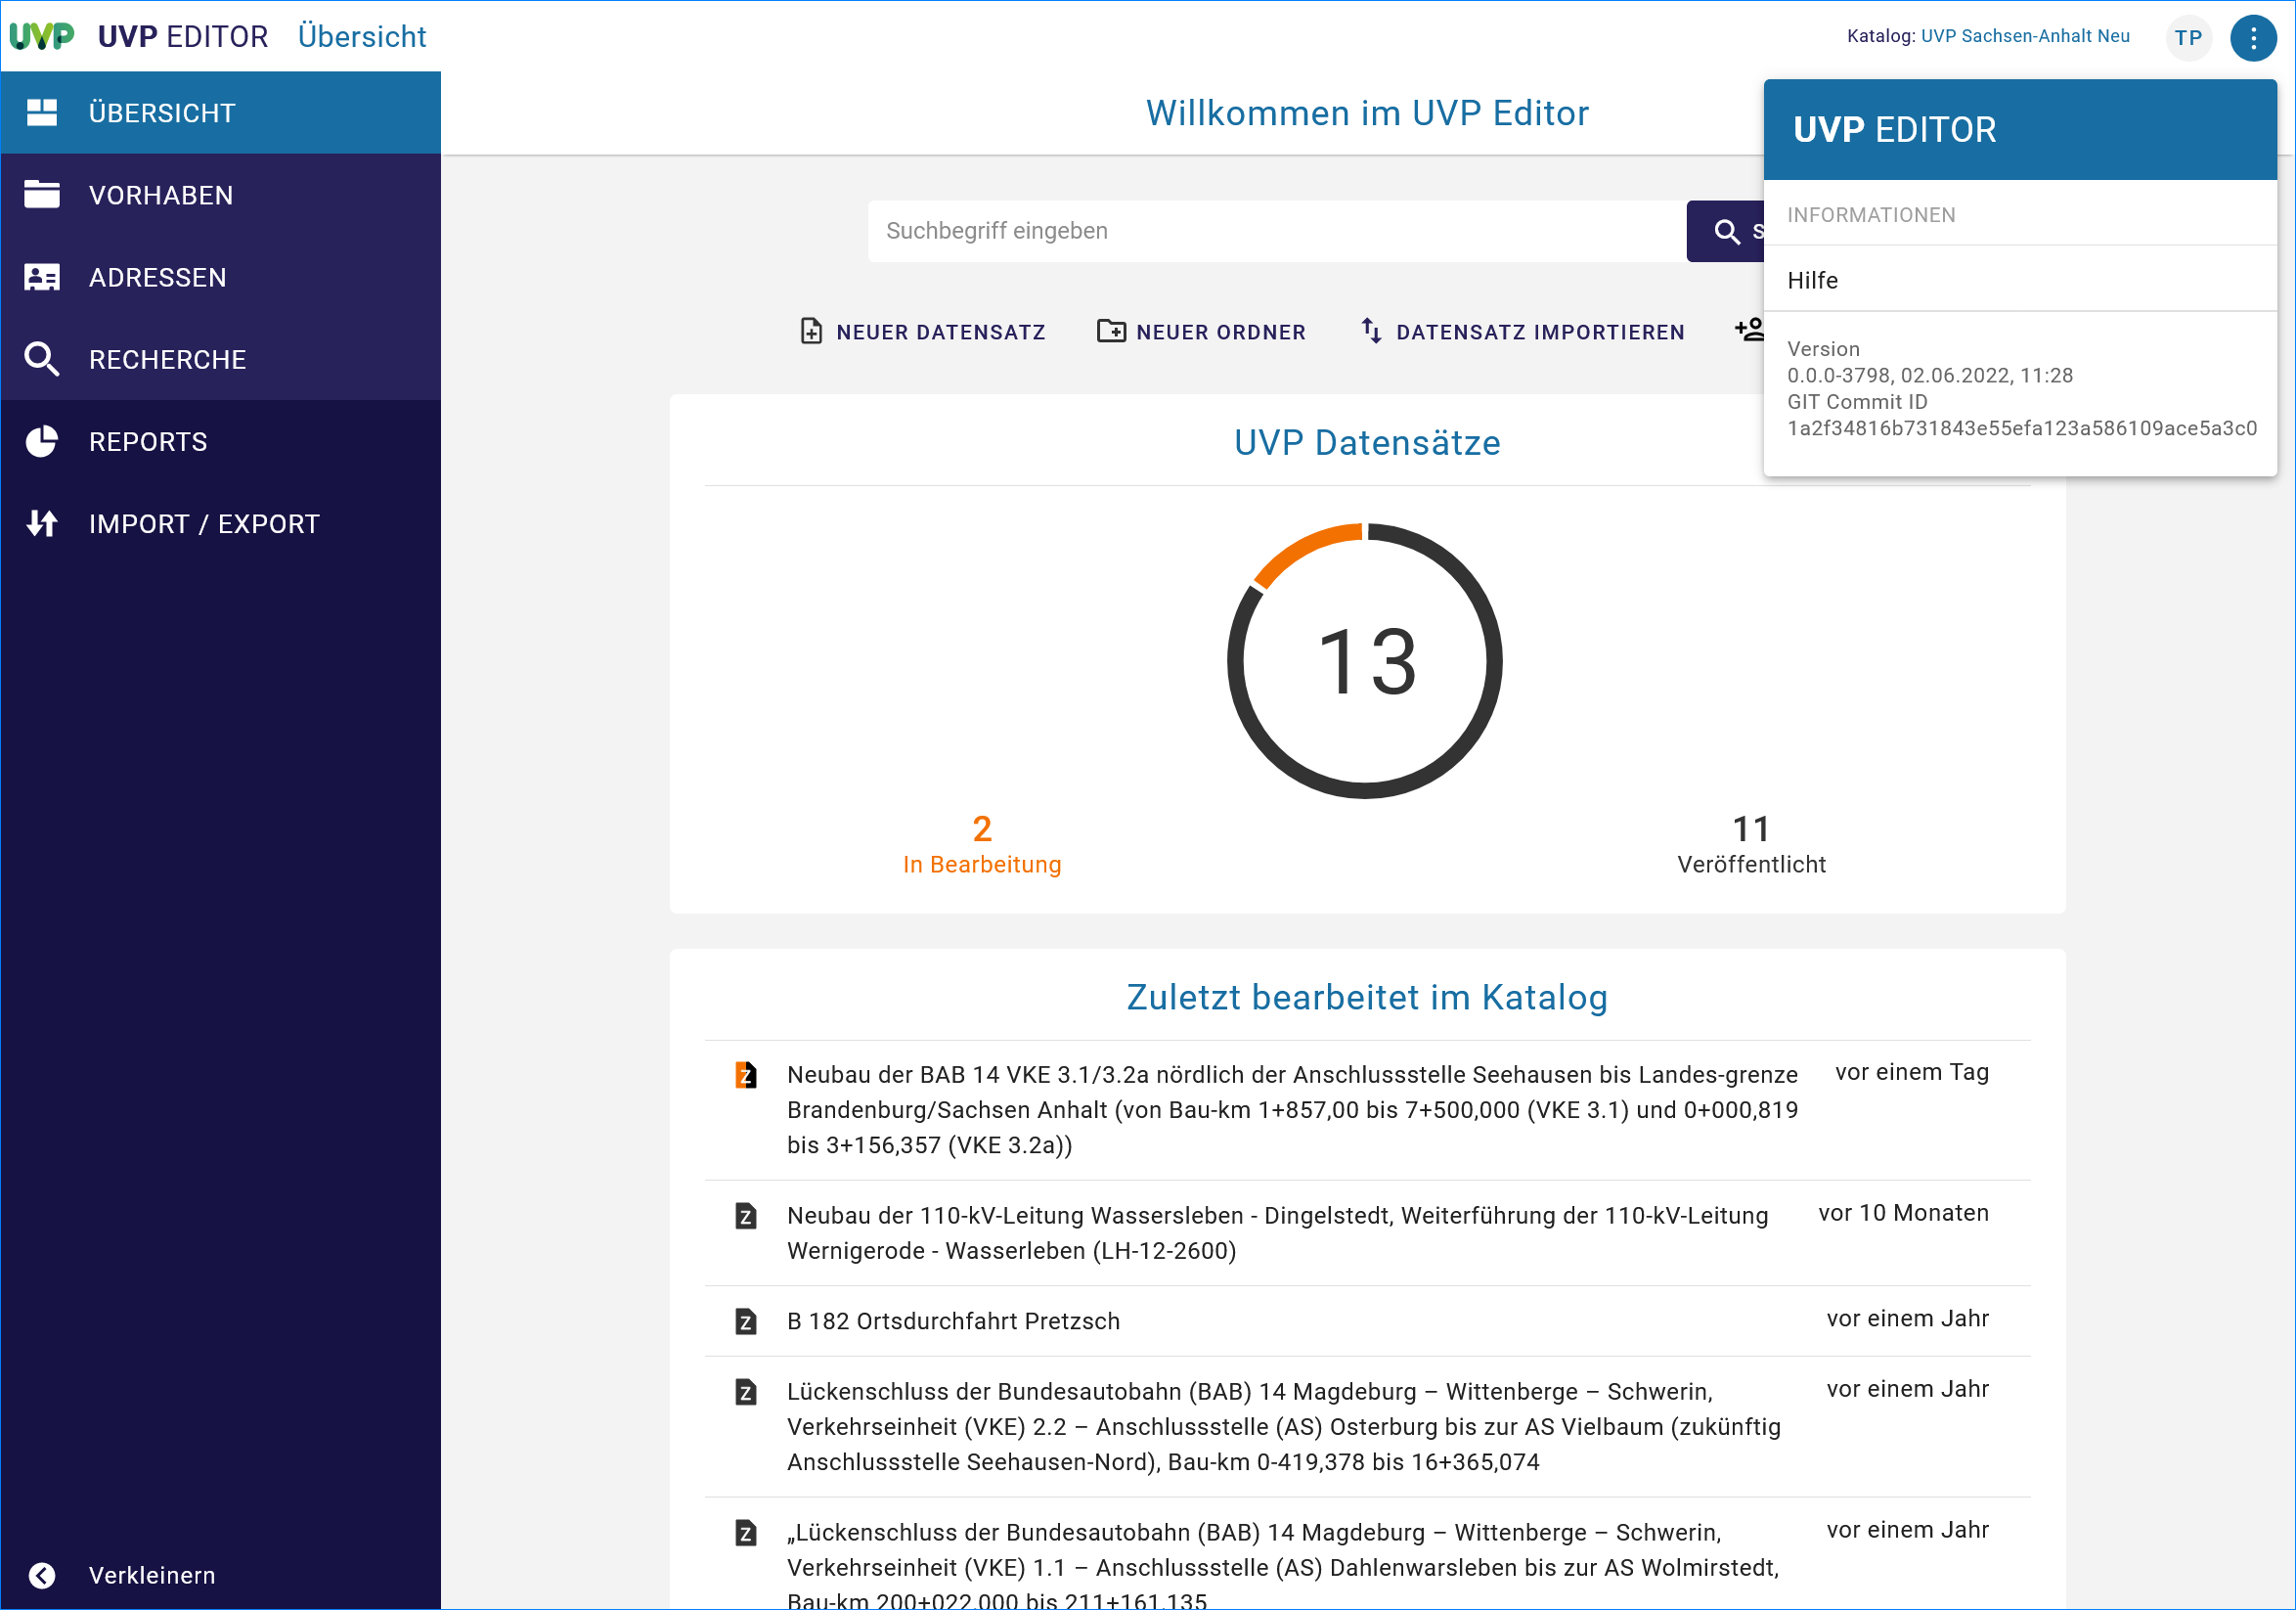 UVP UVP EDITOR Übersicht
Katalog: UVP Sachsen-Anhalt Neu TP
ÜBERSICHT
VORHABEN
ADRESSEN
RECHERCHE
REPORTS
IMPORT / EXPORT
Verkleinern
Willkommen im UVP Editor
Suchbegriff eingeben
NEUER DATENSATZ NEUER ORDNER DATENSATZ IMPORTIEREN
UVP EDITOR
INFORMATIONEN
Hilfe
Version
0.0.0-3798, 02.06.2022, 11:28
GIT Commit ID
1a2f34816b731843e55efa123a586109ace5a3c0
UVP Datensätze
13
2
In Bearbeitung
11
Veröffentlicht
Zuletzt bearbeitet im Katalog
Neubau der BAB 14 VKE 3.1/3.2a nördlich der Anschlussstelle Seehausen bis Landes-grenze vor einem Tag
Brandenburg/Sachsen Anhalt (von Bau-km 1+857,00 bis 7+500,000 (VKE 3.1) und 0+000,819
bis 3+156,357 (VKE 3.2a))
Neubau der 110-kV-Leitung Wassersleben - Dingelstedt, Weiterführung der 110-kV-Leitung vor 10 Monaten
Wernigerode - Wasserleben (LH-12-2600)
B 182 Ortsdurchfahrt Pretzsch vor einem Jahr
Lückenschluss der Bundesautobahn (BAB) 14 Magdeburg – Wittenberge – Schwerin, vor einem Jahr
Verkehrseinheit (VKE) 2.2 – Anschlussstelle (AS) Osterburg bis zur AS Vielbaum (zukünftig
Anschlussstelle Seehausen-Nord), Bau-km 0-419,378 bis 16+365,074
„Lückenschluss der Bundesautobahn (BAB) 14 Magdeburg – Wittenberge – Schwerin, vor einem Jahr
Verkehrseinheit (VKE) 1.1 – Anschlussstelle (AS) Dahlenwarsleben bis zur AS Wolmirstedt,
Bau-km 200+022,000 bis 211+161,135